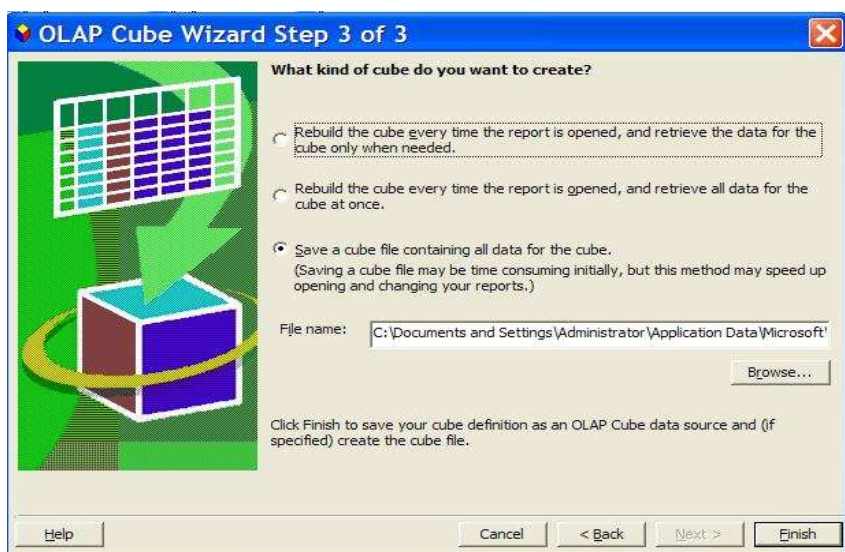 OLAP Cube Wizard Step 3 of 3
What kind of cube do you want to create?
Rebuild the cube every time the report is opened, and retrieve the data for the
cube only when needed.
Rebuild the cube every time the report is opened, and retrieve all data for the
cube at once.
Save a cube file containing all data for the cube.
(Saving a cube file may be time consuming initially, but this method may speed up
opening and changing your reports.)
File name: C:\Documents and Settings\Administrator\Application Data\Microsoft\
Browse...
Click Finish to save your cube definition as an OLAP Cube data source and (if
specified) create the cube file.
Help Cancel < Back Next > Finish